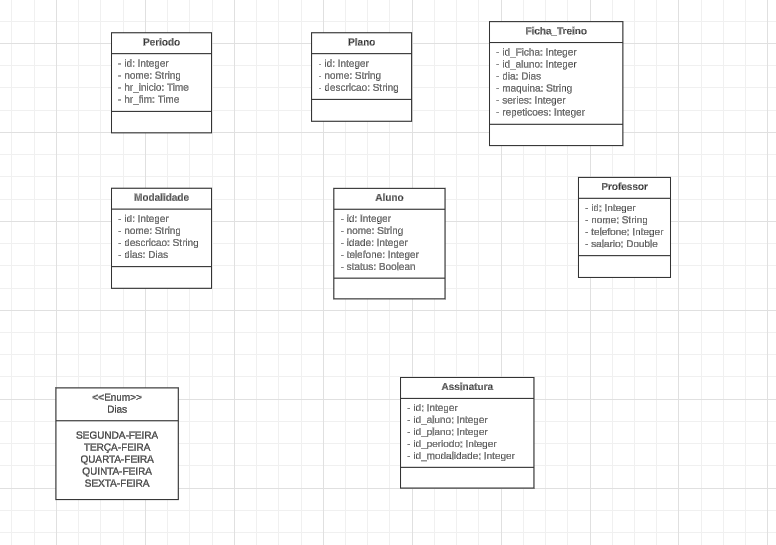 Periodo
- id: Integer
- nome: String
- hr_inicio: Time
- hr_fim: Time
Plano
- id: Integer
- nome: String
- descricao: String
Ficha_Treino
- id_Ficha: Integer
- id_aluno: Integer
- dia: Dias
- maquina: String
- series: Integer
- repeticoes: Integer
Modalidade
- id: Integer
- nome: String
- descricao: String
- dias: Dias
Aluno
- id: Integer
- nome: String
- idade: Integer
- telefone: Integer
- status: Boolean
Professor
- id; Integer
- nome; String
- telefone; Integer
- salario; Double
<<Enum>>
Dias
SEGUNDA-FEIRA
TERÇA-FEIRA
QUARTA-FEIRA
QUINTA-FEIRA
SEXTA-FEIRA
Assinatura
- id; Integer
- id_aluno; Integer
- id_plano; Integer
- id_periodo; Integer
- id_modalidade; Integer